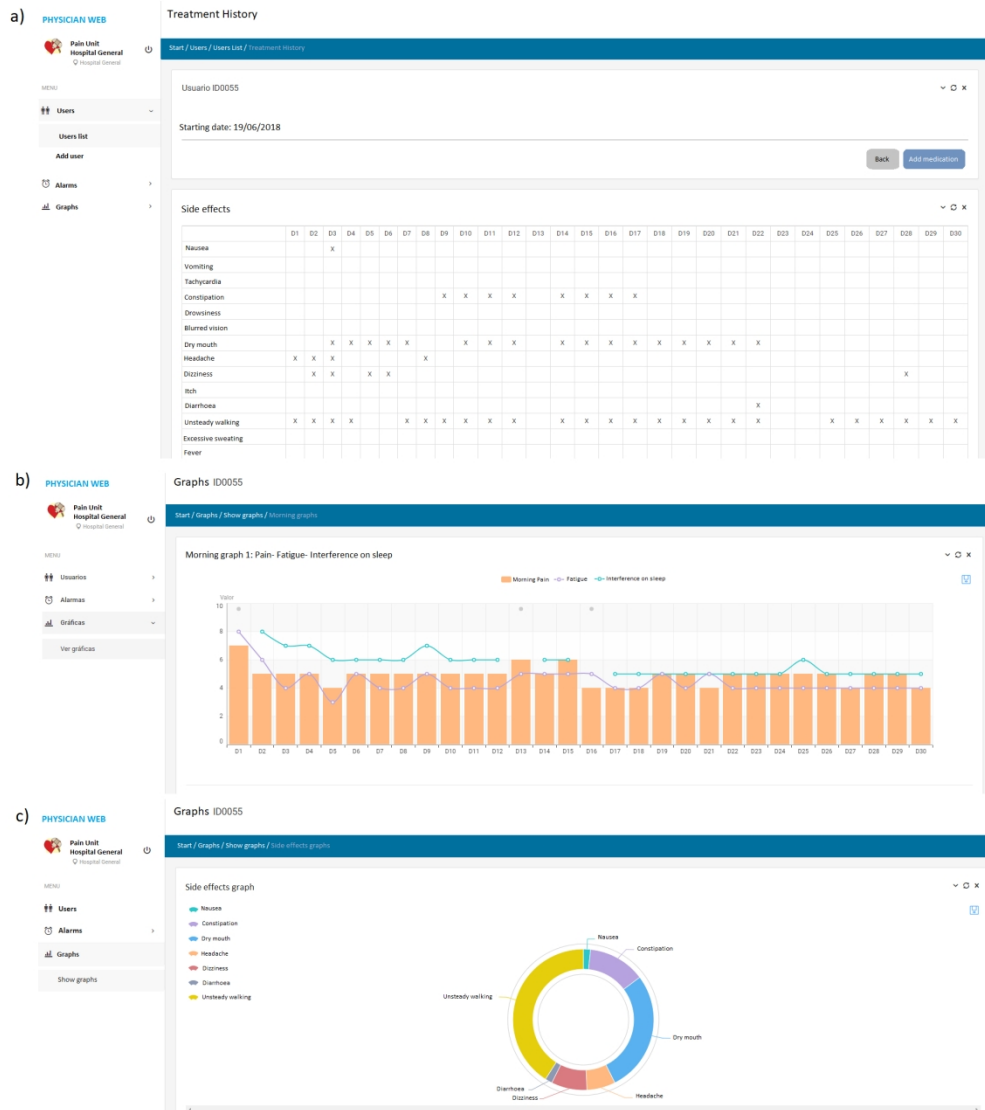 a)
PHYSICIAN WEB
Pain Unit
Hospital General
Hospital General
MENU
Users
Users list
Add user
Alarms
Graphs
Treatment History
Start / Users / Users List / Treatment History
Usuario ID0055
Starting date: 19/06/2018
Back Add medication
Side effects
D1 D2 D3 D4 D5 D6 D7 D8 D9 D10 D11 D12 D13 D14 D15 D16 D17 D18 D19 D20 D21 D22 D23 D24 D25 D26 D27 D28 D29 D30
Nausea x
Vomiting
Tachycardia
Constipation x x x x x x x x
Drowsiness
Blurred vision
Dry mouth x x x x x x x x x x x x x x x x x
Headache x x x x
Dizziness x x x x x
Itch
Diarrhoea x
Unsteady walking x x x x x x x x x x x x x x x x x x x x x x x x x
Excessive sweating
Fever
b)
PHYSICIAN WEB
Pain Unit
Hospital General
Hospital General
MENU
Usuarios
Alarmas
Gráficas
Ver gráficas
Graphs ID0055
Start / Graphs / Show graphs / Morning graphs
Morning graph 1: Pain- Fatigue- Interference on sleep
Morning Pain Fatigue Interference on sleep
Valor
10
8
6
4
2
0
D1 D2 D3 D4 D5 D6 D7 D8 D9 D10 D11 D12 D13 D14 D15 D16 D17 D18 D19 D20 D21 D22 D23 D24 D25 D26 D27 D28 D29 D30
c)
PHYSICIAN WEB
Pain Unit
Hospital General
Hospital General
MENU
Users
Alarms
Graphs
Show graphs
Graphs ID0055
Start / Graphs / Show graphs / Side effects graphs
Side effects graph
Nausea
Constipation
Dry mouth
Headache
Dizziness
Diarrhoea
Unsteady walking
Nausea
Constipation
Unsteady walking
Dry mouth
Diarrhoea
Dizziness
Headache